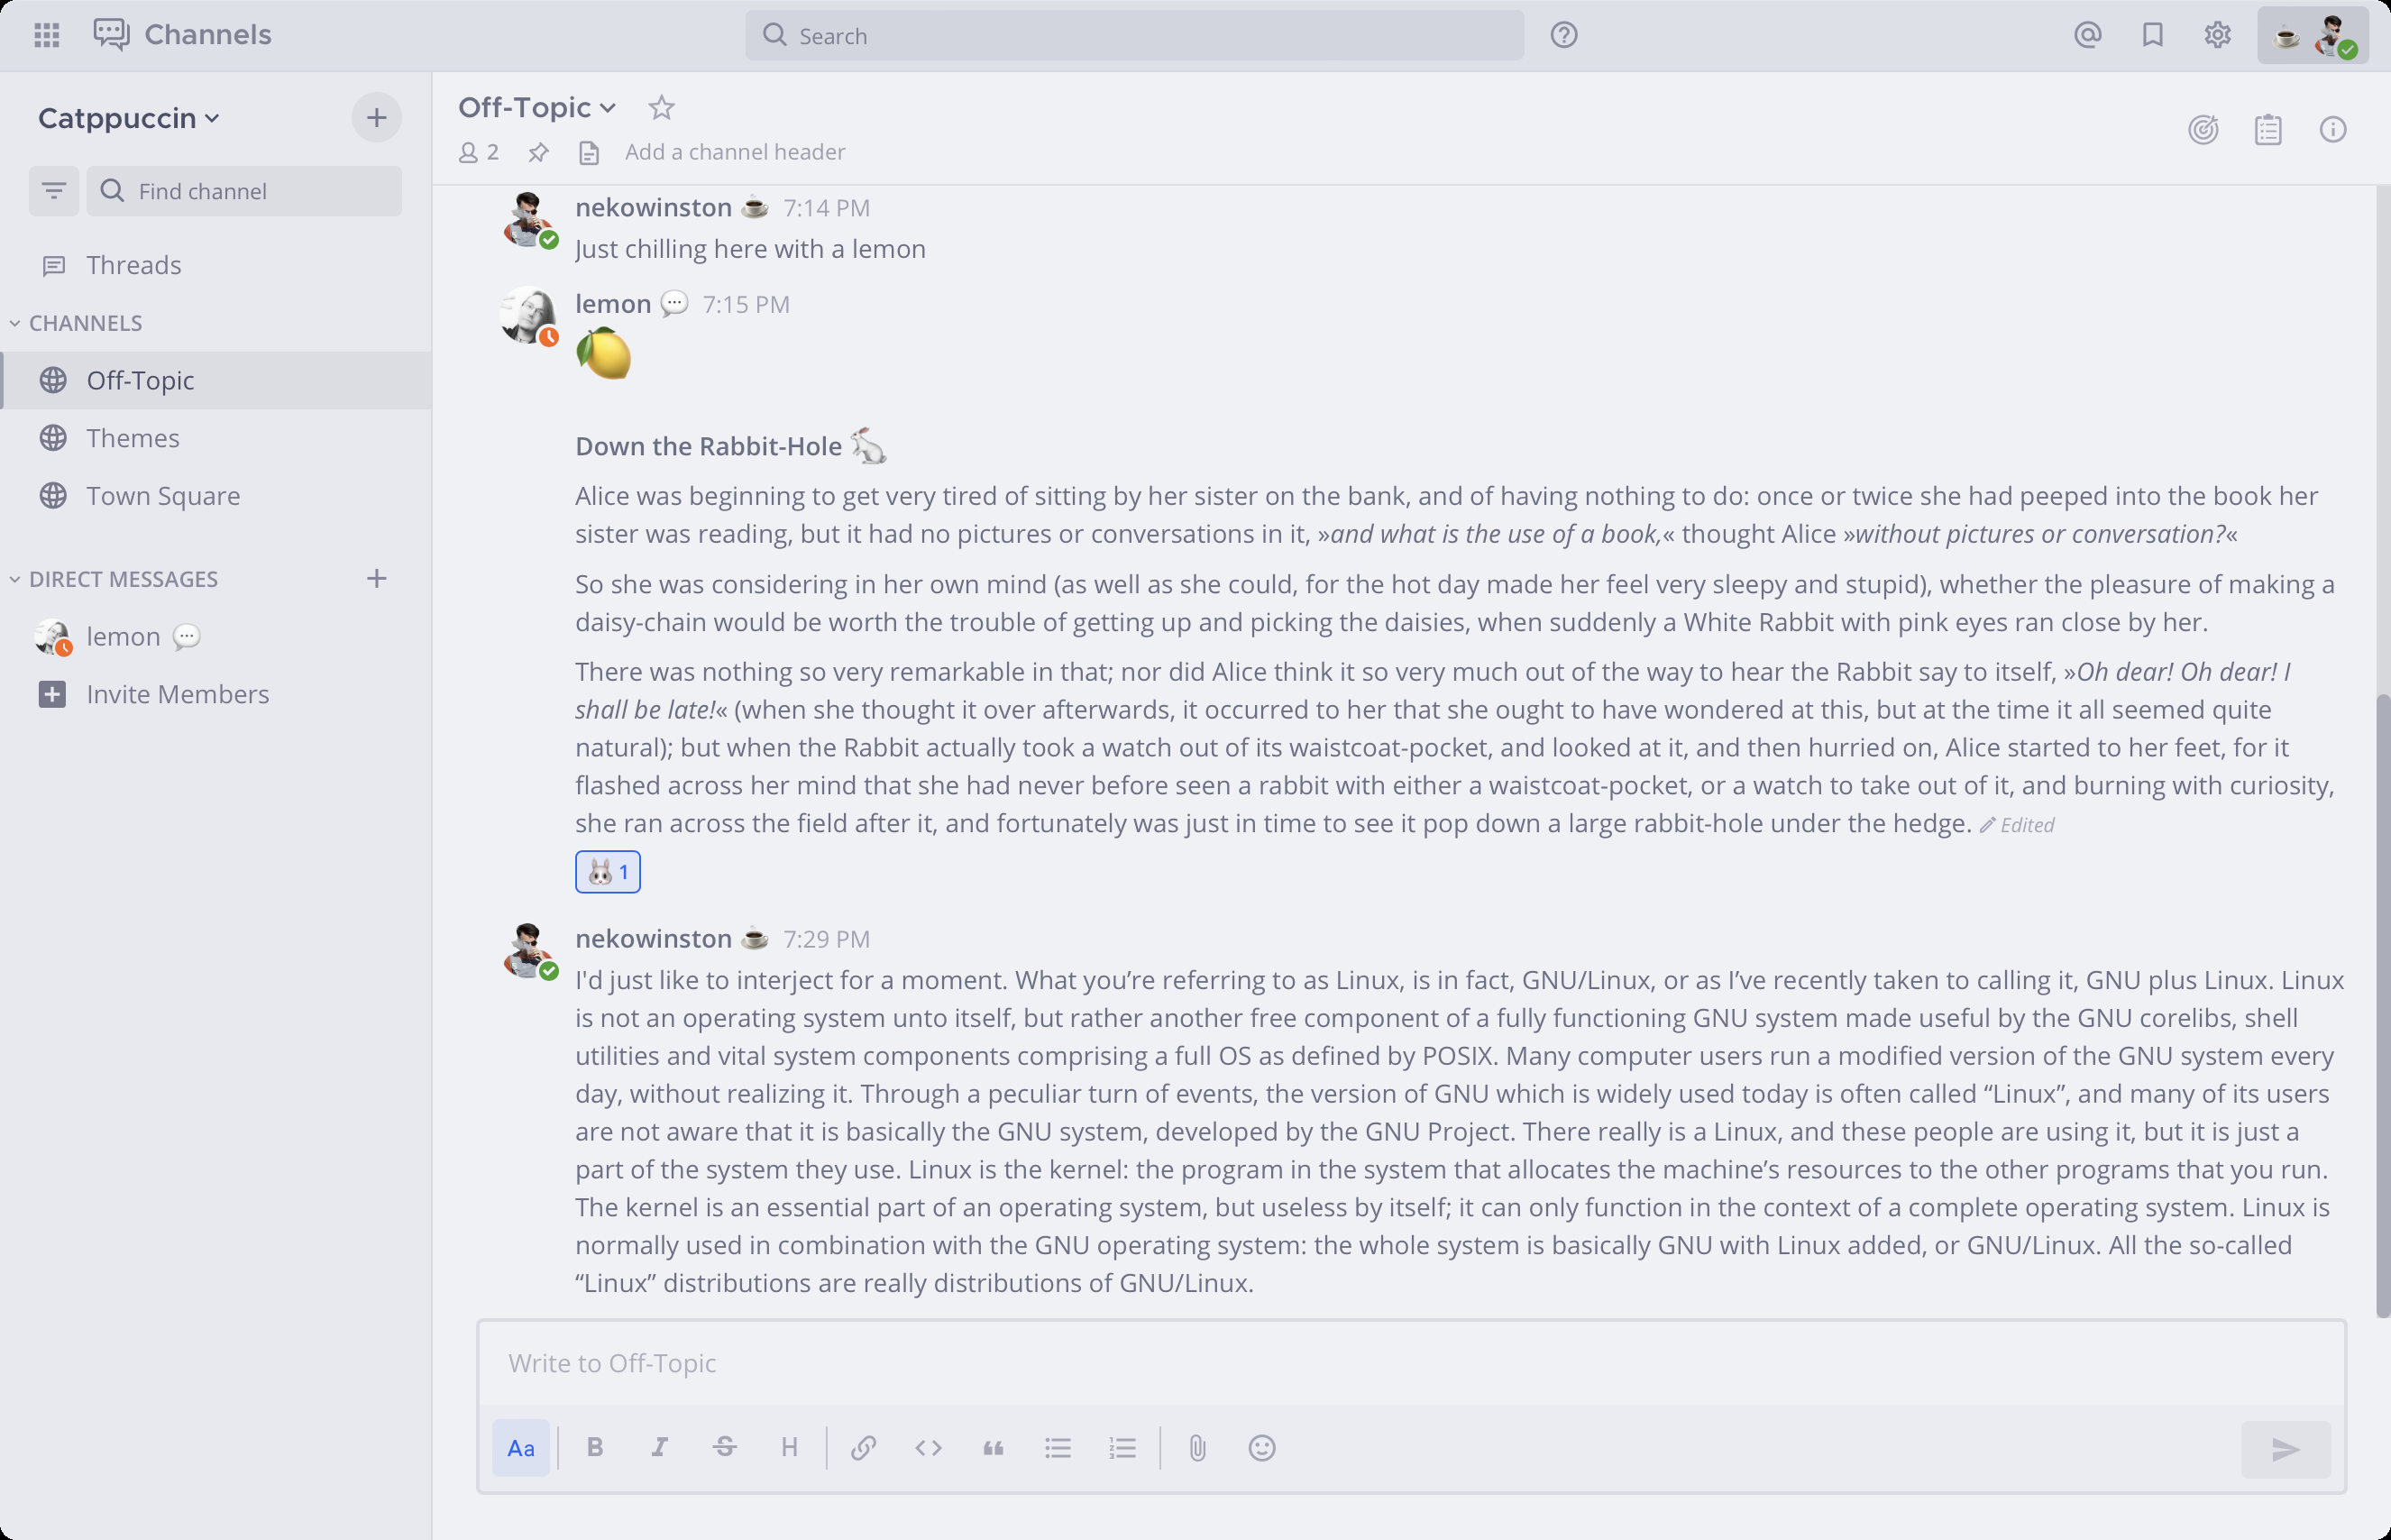 Channels
Search
Catppuccin
Find channel
Threads
CHANNELS
Off-Topic
Themes
Town Square
DIRECT MESSAGES
lemon
Invite Members
Off-Topic
2 Add a channel header
nekowinston 7:14 PM
Just chilling here with a lemon
lemon 7:15 PM
Down the Rabbit-Hole
Alice was beginning to get very tired of sitting by her sister on the bank, and of having nothing to do: once or twice she had peeped into the book her
sister was reading, but it had no pictures or conversations in it, »and what is the use of a book,« thought Alice »without pictures or conversation?«
So she was considering in her own mind (as well as she could, for the hot day made her feel very sleepy and stupid), whether the pleasure of making a
daisy-chain would be worth the trouble of getting up and picking the daisies, when suddenly a White Rabbit with pink eyes ran close by her.
There was nothing so very remarkable in that; nor did Alice think it so very much out of the way to hear the Rabbit say to itself, »Oh dear! Oh dear! I
shall be late!« (when she thought it over afterwards, it occurred to her that she ought to have wondered at this, but at the time it all seemed quite
natural); but when the Rabbit actually took a watch out of its waistcoat-pocket, and looked at it, and then hurried on, Alice started to her feet, for it
flashed across her mind that she had never before seen a rabbit with either a waistcoat-pocket, or a watch to take out of it, and burning with curiosity,
she ran across the field after it, and fortunately was just in time to see it pop down a large rabbit-hole under the hedge. Edited
1
nekowinston 7:29 PM
I'd just like to interject for a moment. What you’re referring to as Linux, is in fact, GNU/Linux, or as I’ve recently taken to calling it, GNU plus Linux. Linux
is not an operating system unto itself, but rather another free component of a fully functioning GNU system made useful by the GNU corelibs, shell
utilities and vital system components comprising a full OS as defined by POSIX. Many computer users run a modified version of the GNU system every
day, without realizing it. Through a peculiar turn of events, the version of GNU which is widely used today is often called “Linux”, and many of its users
are not aware that it is basically the GNU system, developed by the GNU Project. There really is a Linux, and these people are using it, but it is just a
part of the system they use. Linux is the kernel: the program in the system that allocates the machine’s resources to the other programs that you run.
The kernel is an essential part of an operating system, but useless by itself; it can only function in the context of a complete operating system. Linux is
normally used in combination with the GNU operating system: the whole system is basically GNU with Linux added, or GNU/Linux. All the so-called
“Linux” distributions are really distributions of GNU/Linux.
Write to Off-Topic
Aa B I S H